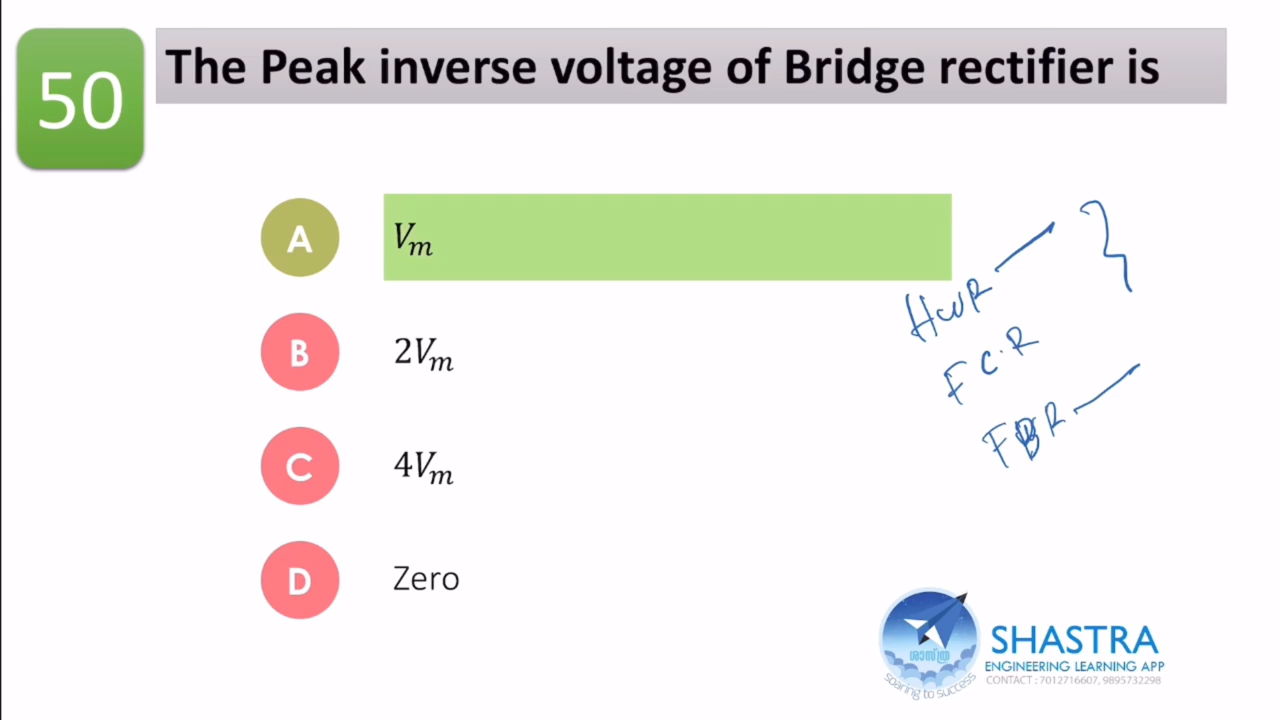 50
The Peak inverse voltage of Bridge rectifier is
A
Vₘ
B
2Vₘ
C
4Vₘ
D
Zero
HWR
F C.R
FBR
ശാസ്ത്ര
soaring to success
SHASTRA
ENGINEERING LEARNING APP
CONTACT : 7012716607, 9895732298